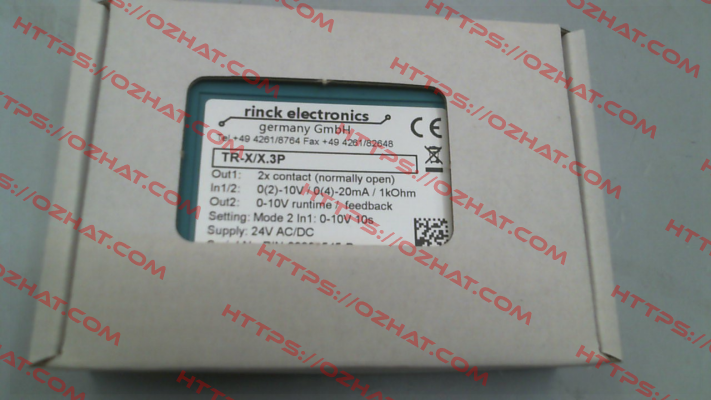 rinck electronics
germany GmbH
Tel +49 4261/8764 Fax +49 4261/82648
CE
TR-X/X.3P
Out1: 2x contact (normally open)
In1/2: 0(2)-10V / 0(4)-20mA / 1kOhm
Out2: 0-10V runtime / feedback
Setting: Mode 2 In1: 0-10V 10s
Supply: 24V AC/DC
HTTPS://OZHAT.COM